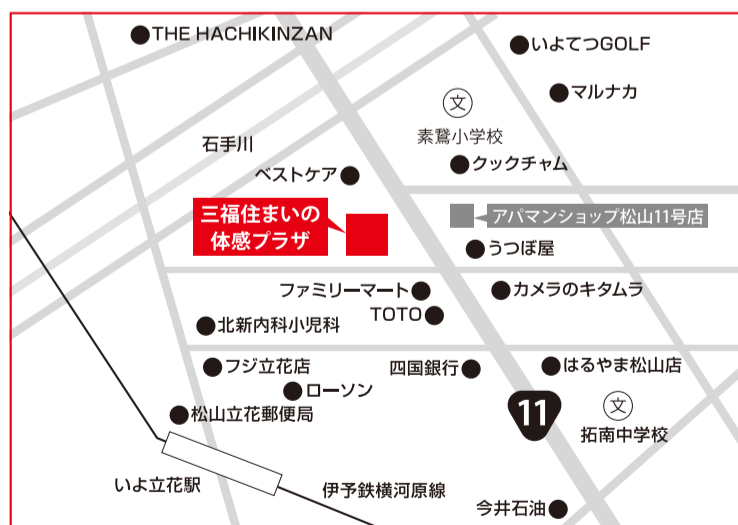 THE HACHIKINZAN
いよてつGOLF
マルナカ
文
素鵞小学校
石手川
クックチャム
ベストケア
三福住まいの
体感プラザ
アパマンショップ松山11号店
うつぼ屋
ファミリーマート
カメラのキタムラ
TOTO
北新内科小児科
フジ立花店
四国銀行
はるやま松山店
ローソン
11
文
松山立花郵便局
拓南中学校
いよ立花駅
伊予鉄横河原線
今井石油